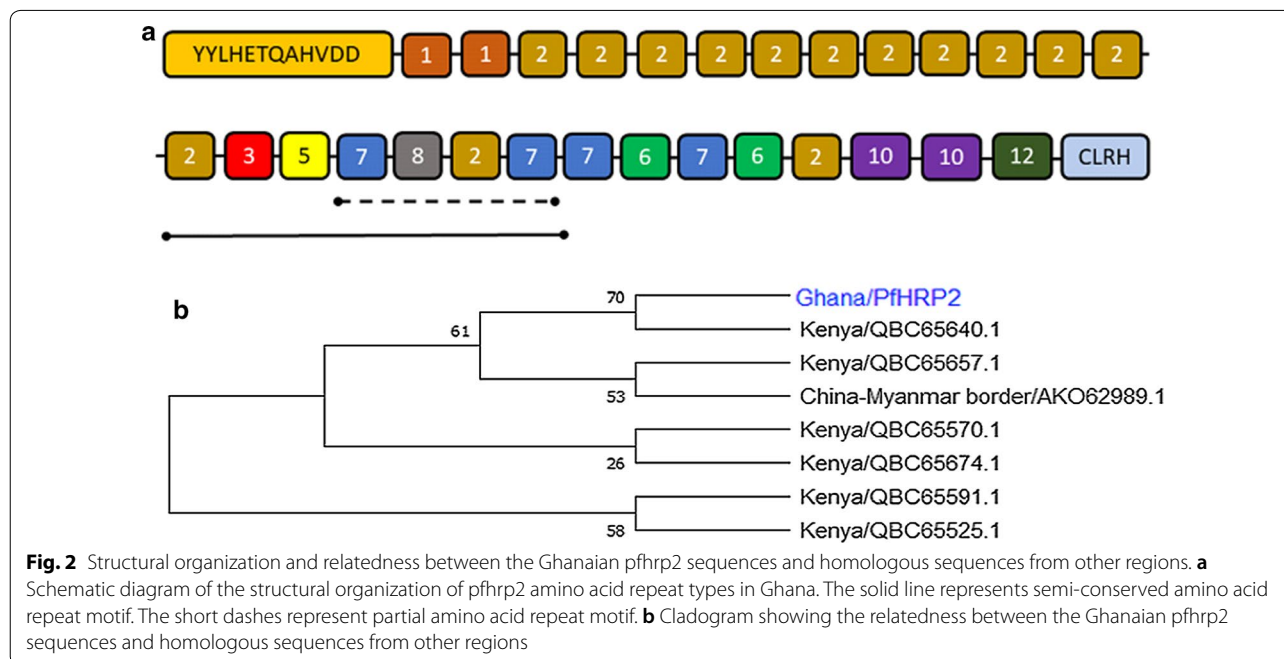 a
YYLHETQAHVDD 1 1 2 2 2 2 2 2 2 2 2 2 2
2 3 5 7 8 2 7 7 6 7 6 2 10 10 12 CLRH
b
70
Ghana/PfHRP2
Kenya/QBC65640.1
61
Kenya/QBC65657.1
53
China-Myanmar border/AKO62989.1
Kenya/QBC65570.1
26
Kenya/QBC65674.1
Kenya/QBC65591.1
58
Kenya/QBC65525.1
Fig. 2 Structural organization and relatedness between the Ghanaian pfhrp2 sequences and homologous sequences from other regions. a
Schematic diagram of the structural organization of pfhrp2 amino acid repeat types in Ghana. The solid line represents semi-conserved amino acid
repeat motif. The short dashes represent partial amino acid repeat motif. b Cladogram showing the relatedness between the Ghanaian pfhrp2
sequences and homologous sequences from other regions